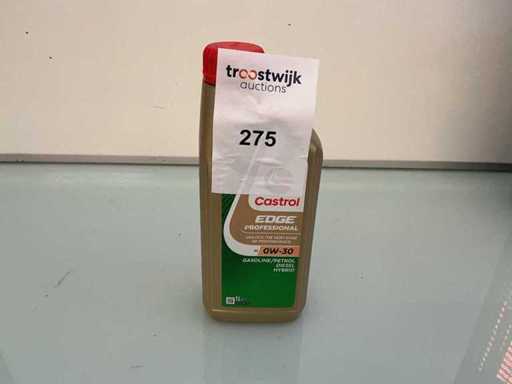 troostwijk
auctions
275
Castrol
EDGE
PROFESSIONAL
0W-30
GASOLINE/PETROL
DIESEL
HYBRID